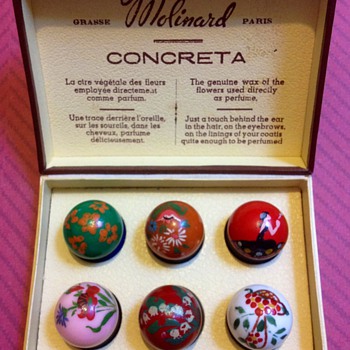 GRASSE Molinard PARIS
CONCRETA
La cire végétale des fleurs
employée directement
comme parfum.
Une trace derrière l'oreille,
sur les sourcils, dans les
cheveux, parfume
délicieusement.
The genuine wax of the
flowers used directly
as perfume,
Just a touch behind the ear
in the hair, on the eyebrows,
on the linings of your coat is
quite enough to be perfumed